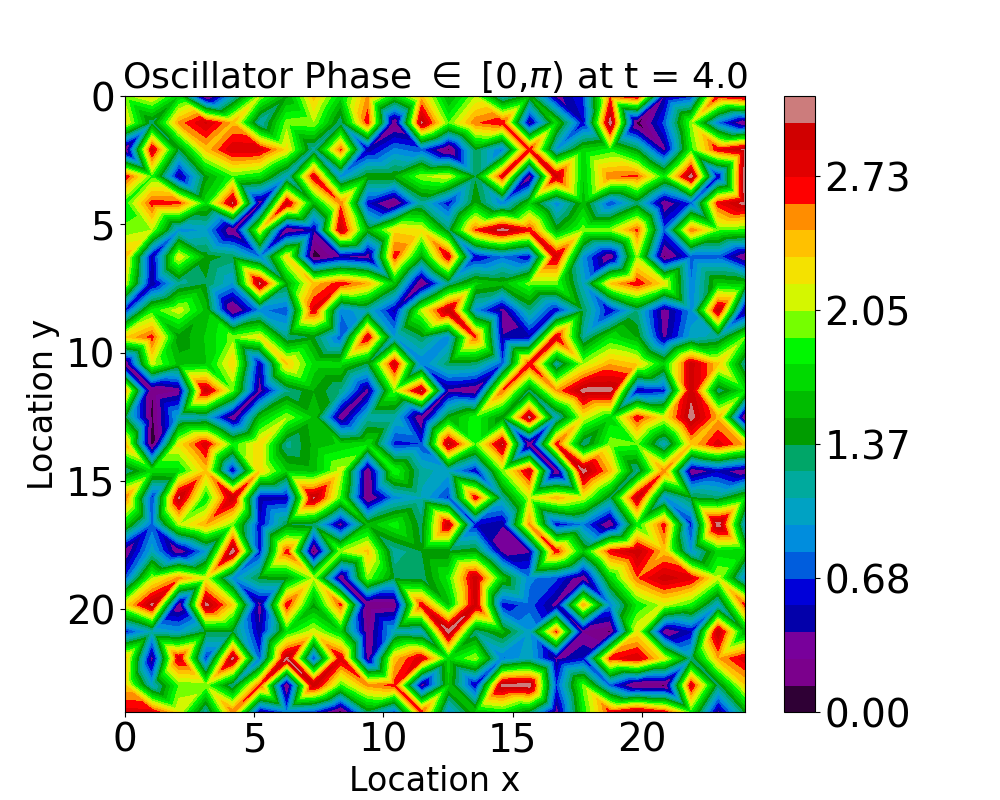 Oscillator Phase ∈ [0,π) at t = 4.0
0
5
10
15
20
Location y
0 5 10 15 20
Location x
2.73
2.05
1.37
0.68
0.00